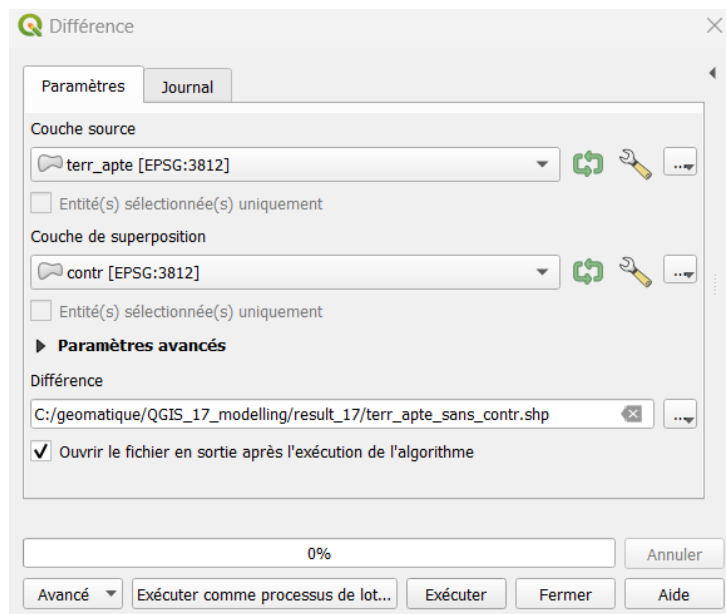 Différence
Paramètres
Journal
Couche source
terr_apte [EPSG:3812]
...
Entité(s) sélectionnée(s) uniquement
Couche de superposition
contr [EPSG:3812]
...
Entité(s) sélectionnée(s) uniquement
Paramètres avancés
Différence
C:/geomatique/QGIS_17_modelling/result_17/terr_apte_sans_contr.shp
...
Ouvrir le fichier en sortie après l'exécution de l'algorithme
0%
Annuler
Avancé
Exécuter comme processus de lot...
Exécuter
Fermer
Aide